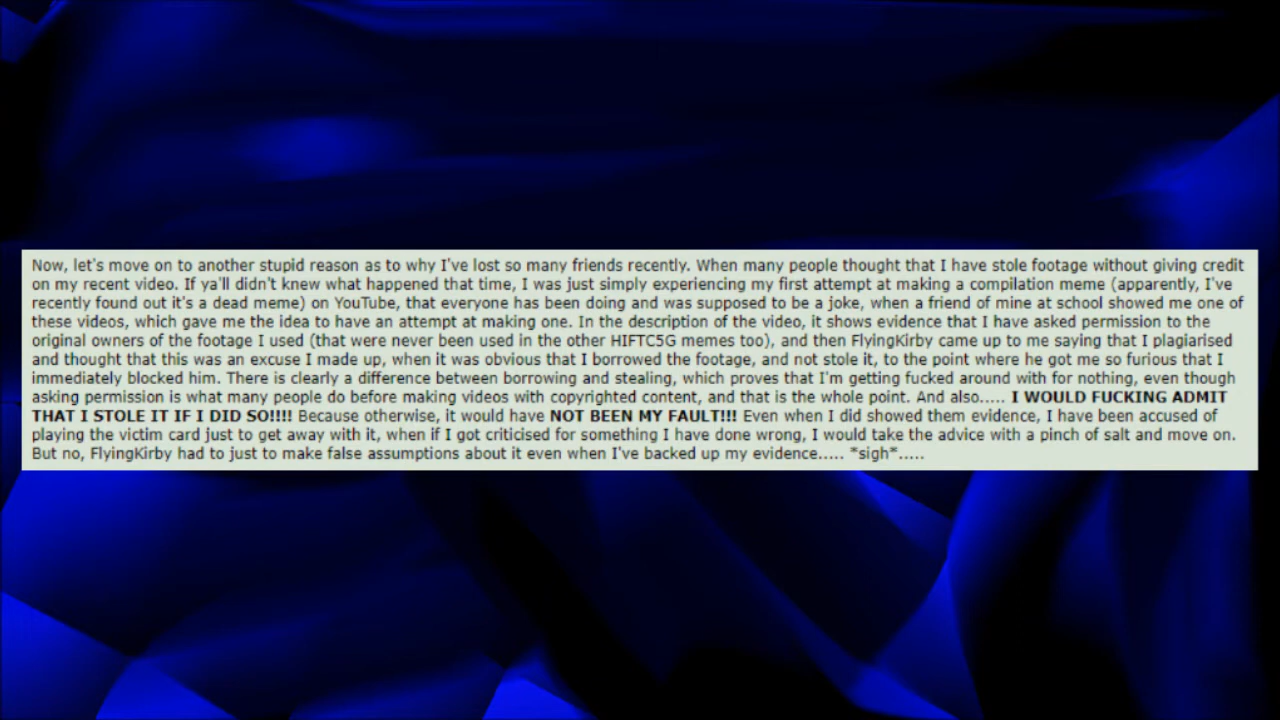 Now, let's move on to another stupid reason as to why I've lost so many friends recently. When many people thought that I have stole footage without giving credit
on my recent video. If ya'll didn't knew what happened that time, I was just simply experiencing my first attempt at making a compilation meme (apparently, I've
recently found out it's a dead meme) on YouTube, that everyone has been doing and was supposed to be a joke, when a friend of mine at school showed me one of
these videos, which gave me the idea to have an attempt at making one. In the description of the video, it shows evidence that I have asked permission to the
original owners of the footage I used (that were never been used in the other HIFTC5G memes too), and then FlyingKirby came up to me saying that I plagiarised
and thought that this was an excuse I made up, when it was obvious that I borrowed the footage, and not stole it, to the point where he got me so furious that I
immediately blocked him. There is clearly a difference between borrowing and stealing, which proves that I'm getting fucked around with for nothing, even though
asking permission is what many people do before making videos with copyrighted content, and that is the whole point. And also..... I WOULD FUCKING ADMIT
THAT I STOLE IT IF I DID SO!!!! Because otherwise, it would have NOT BEEN MY FAULT!!! Even when I did showed them evidence, I have been accused of
playing the victim card just to get away with it, when if I got criticised for something I have done wrong, I would take the advice with a pinch of salt and move on.
But no, FlyingKirby had to just to make false assumptions about it even when I've backed up my evidence..... *sigh*.....